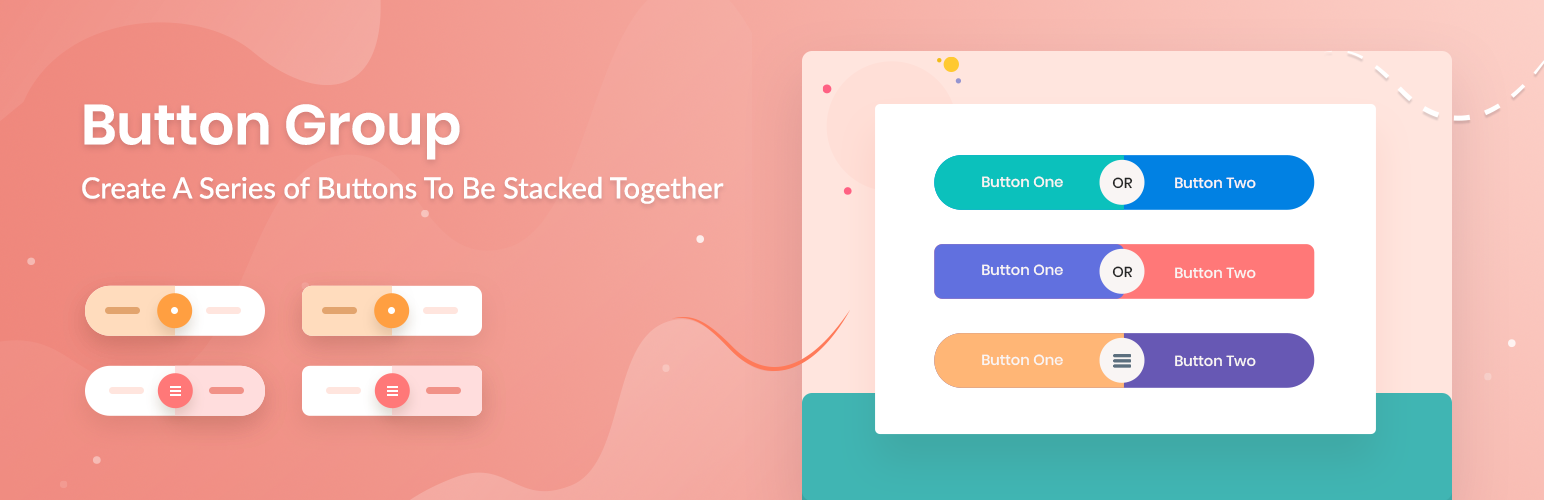 Button Group
Create A Series of Buttons To Be Stacked Together
Button One OR Button Two
Button One OR Button Two
Button One Button Two